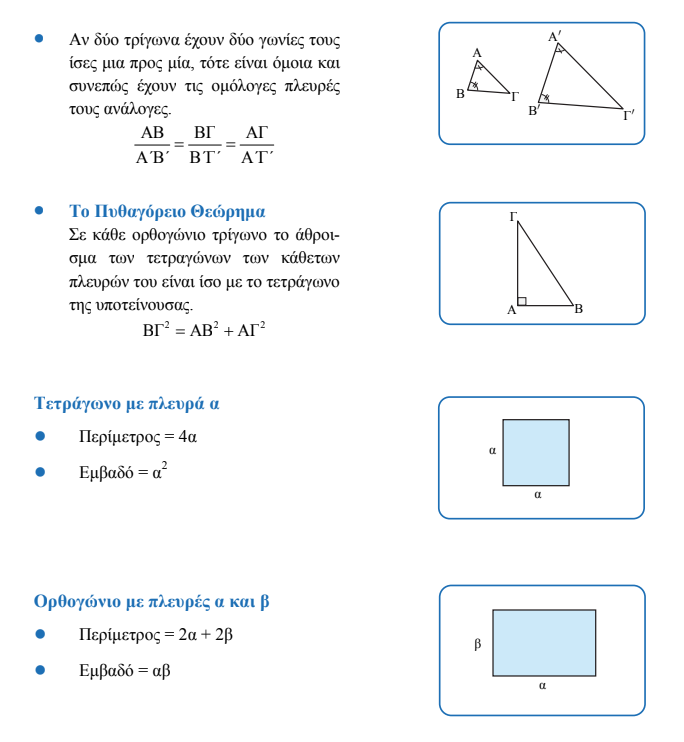 • Αν δύο τρίγωνα έχουν δύο γωνίες τους
ίσες μια προς μία, τότε είναι όμοια και
συνεπώς έχουν τις ομόλογες πλευρές
τους ανάλογες.
ΑΒ/Α΄Β΄ = ΒΓ/Β΄Γ΄ = ΑΓ/Α΄Γ΄
Α
Β
Γ
Α′
Β′
Γ′
• Το Πυθαγόρειο Θεώρημα
Σε κάθε ορθογώνιο τρίγωνο το άθροι-
σμα των τετραγώνων των κάθετων
πλευρών του είναι ίσο με το τετράγωνο
της υποτείνουσας.
ΒΓ² = ΑΒ² + ΑΓ²
Γ
Α
Β
Τετράγωνο με πλευρά α
• Περίμετρος = 4α
• Εμβαδό = α²
α
α
Ορθογώνιο με πλευρές α και β
• Περίμετρος = 2α + 2β
• Εμβαδό = αβ
β
α